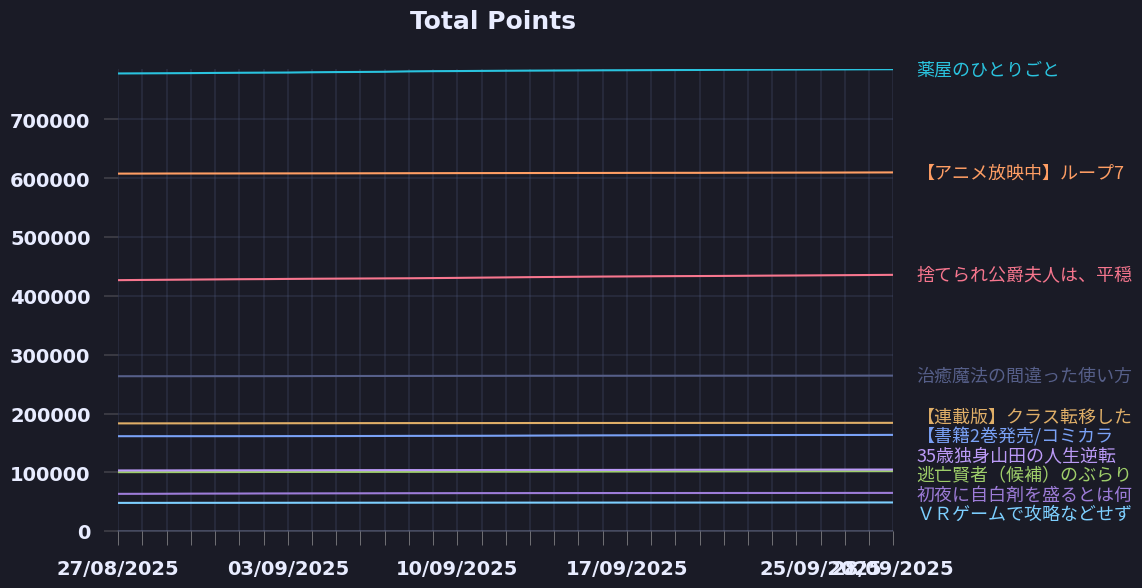 Total Points
薬屋のひとりごと
700000
【アニメ放映中】ループ7
600000
500000
捨てられ公爵夫人は、平穏
400000
治癒魔法の間違った使い方
300000
200000
【連載版】クラス転移した
【書籍2巻発売/コミカラ
35歳独身山田の人生逆転
100000
逃亡賢者（候補）のぶらり
初夜に自白剤を盛るとは何
ＶＲゲームで攻略などせず
0
27/08/2025 03/09/2025 10/09/2025 17/09/2025 25/09/2025 28/09/2025